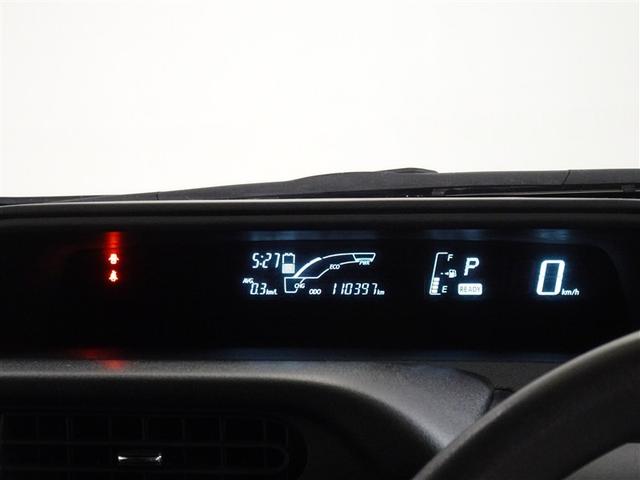 5:27
PWR
ECO
CHG
AVG
0.3km/L
ODO 110397km
F
E
P
READY
0 km/h